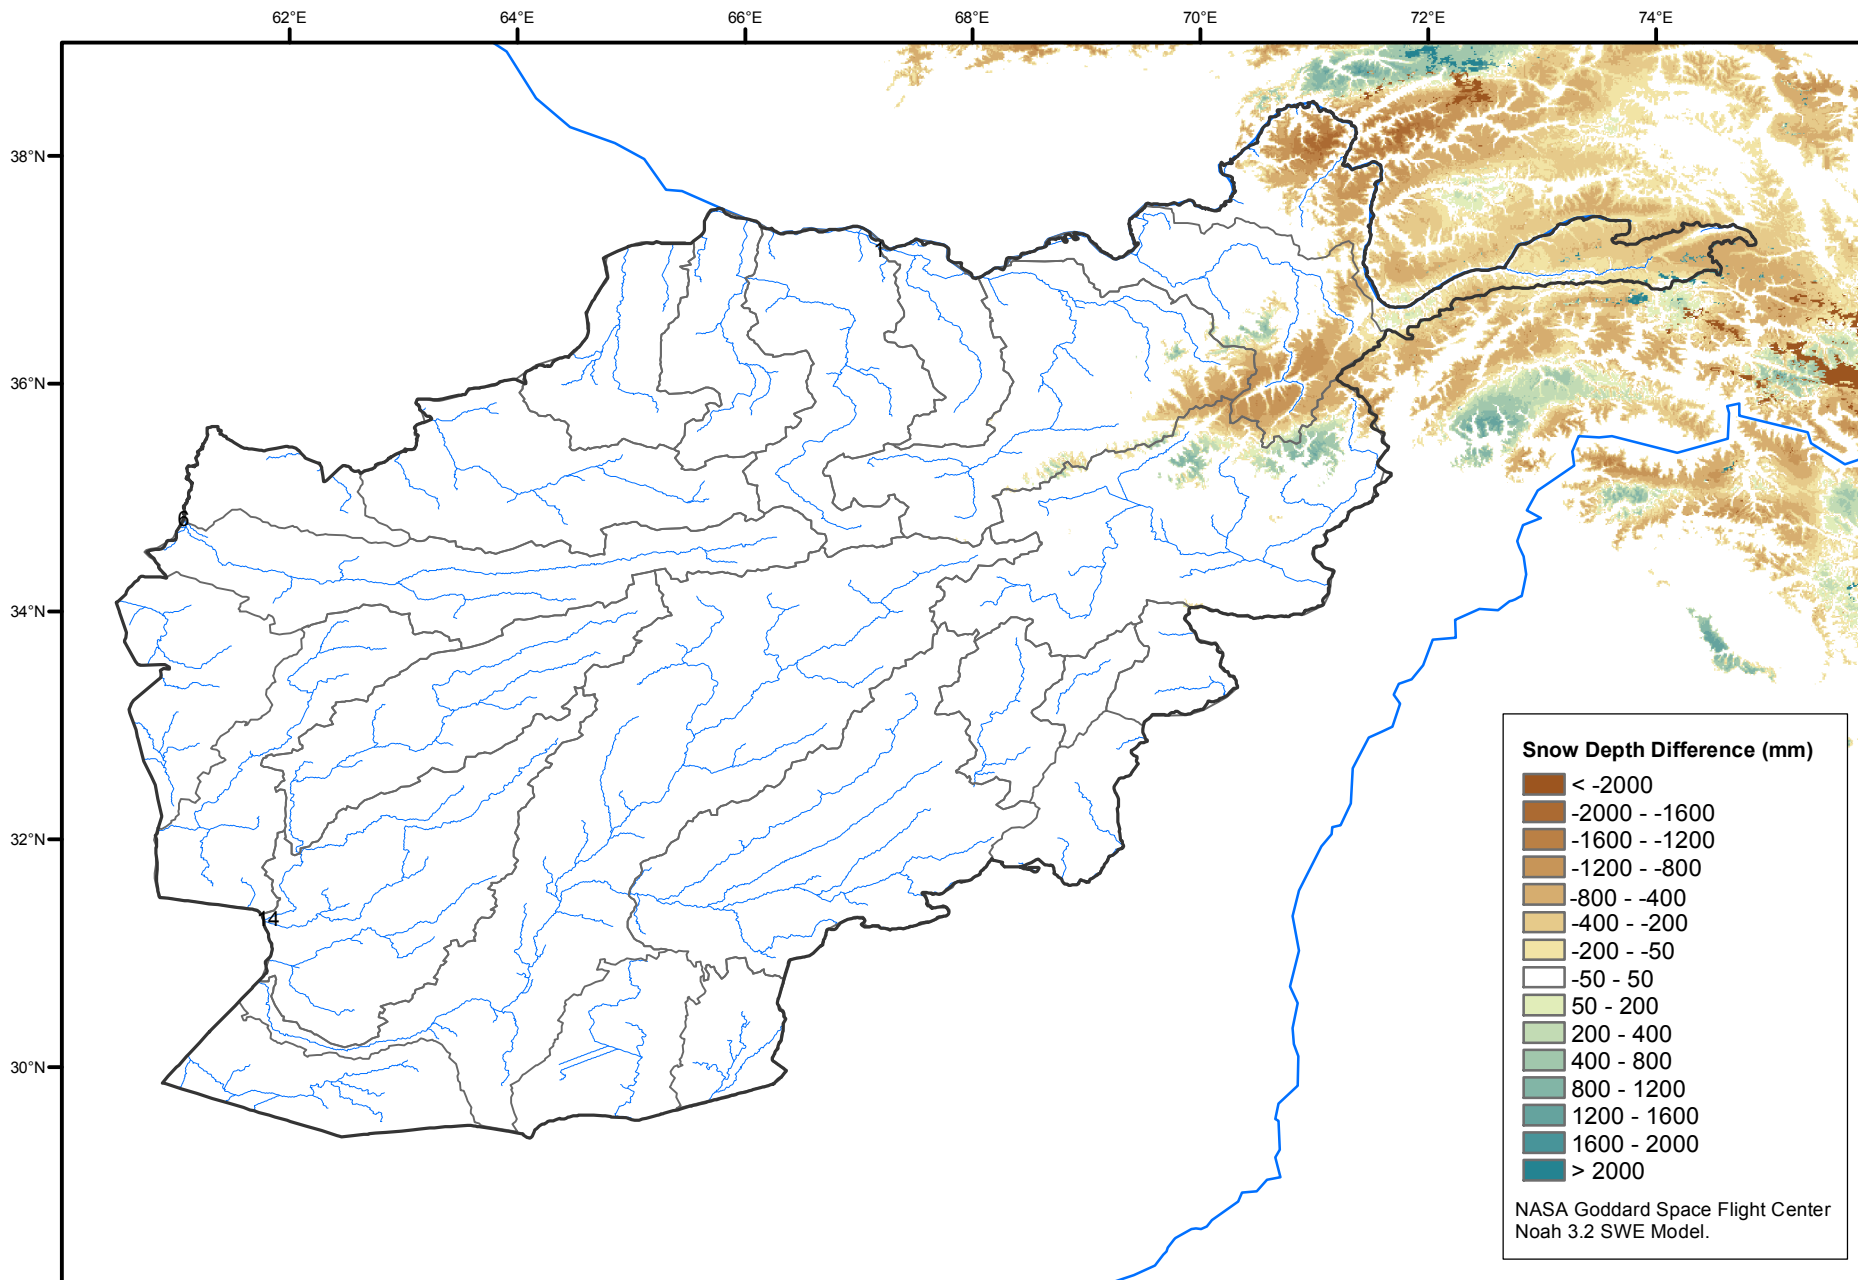 62°E 64°E 66°E 68°E 70°E 72°E 74°E
38°N
1
36°N
6
34°N
32°N
14
30°N
Snow Depth Difference (mm)
< -2000
-2000 - -1600
-1600 - -1200
-1200 - -800
-800 - -400
-400 - -200
-200 - -50
-50 - 50
50 - 200
200 - 400
400 - 800
800 - 1200
1200 - 1600
1600 - 2000
> 2000
NASA Goddard Space Flight Center
Noah 3.2 SWE Model.